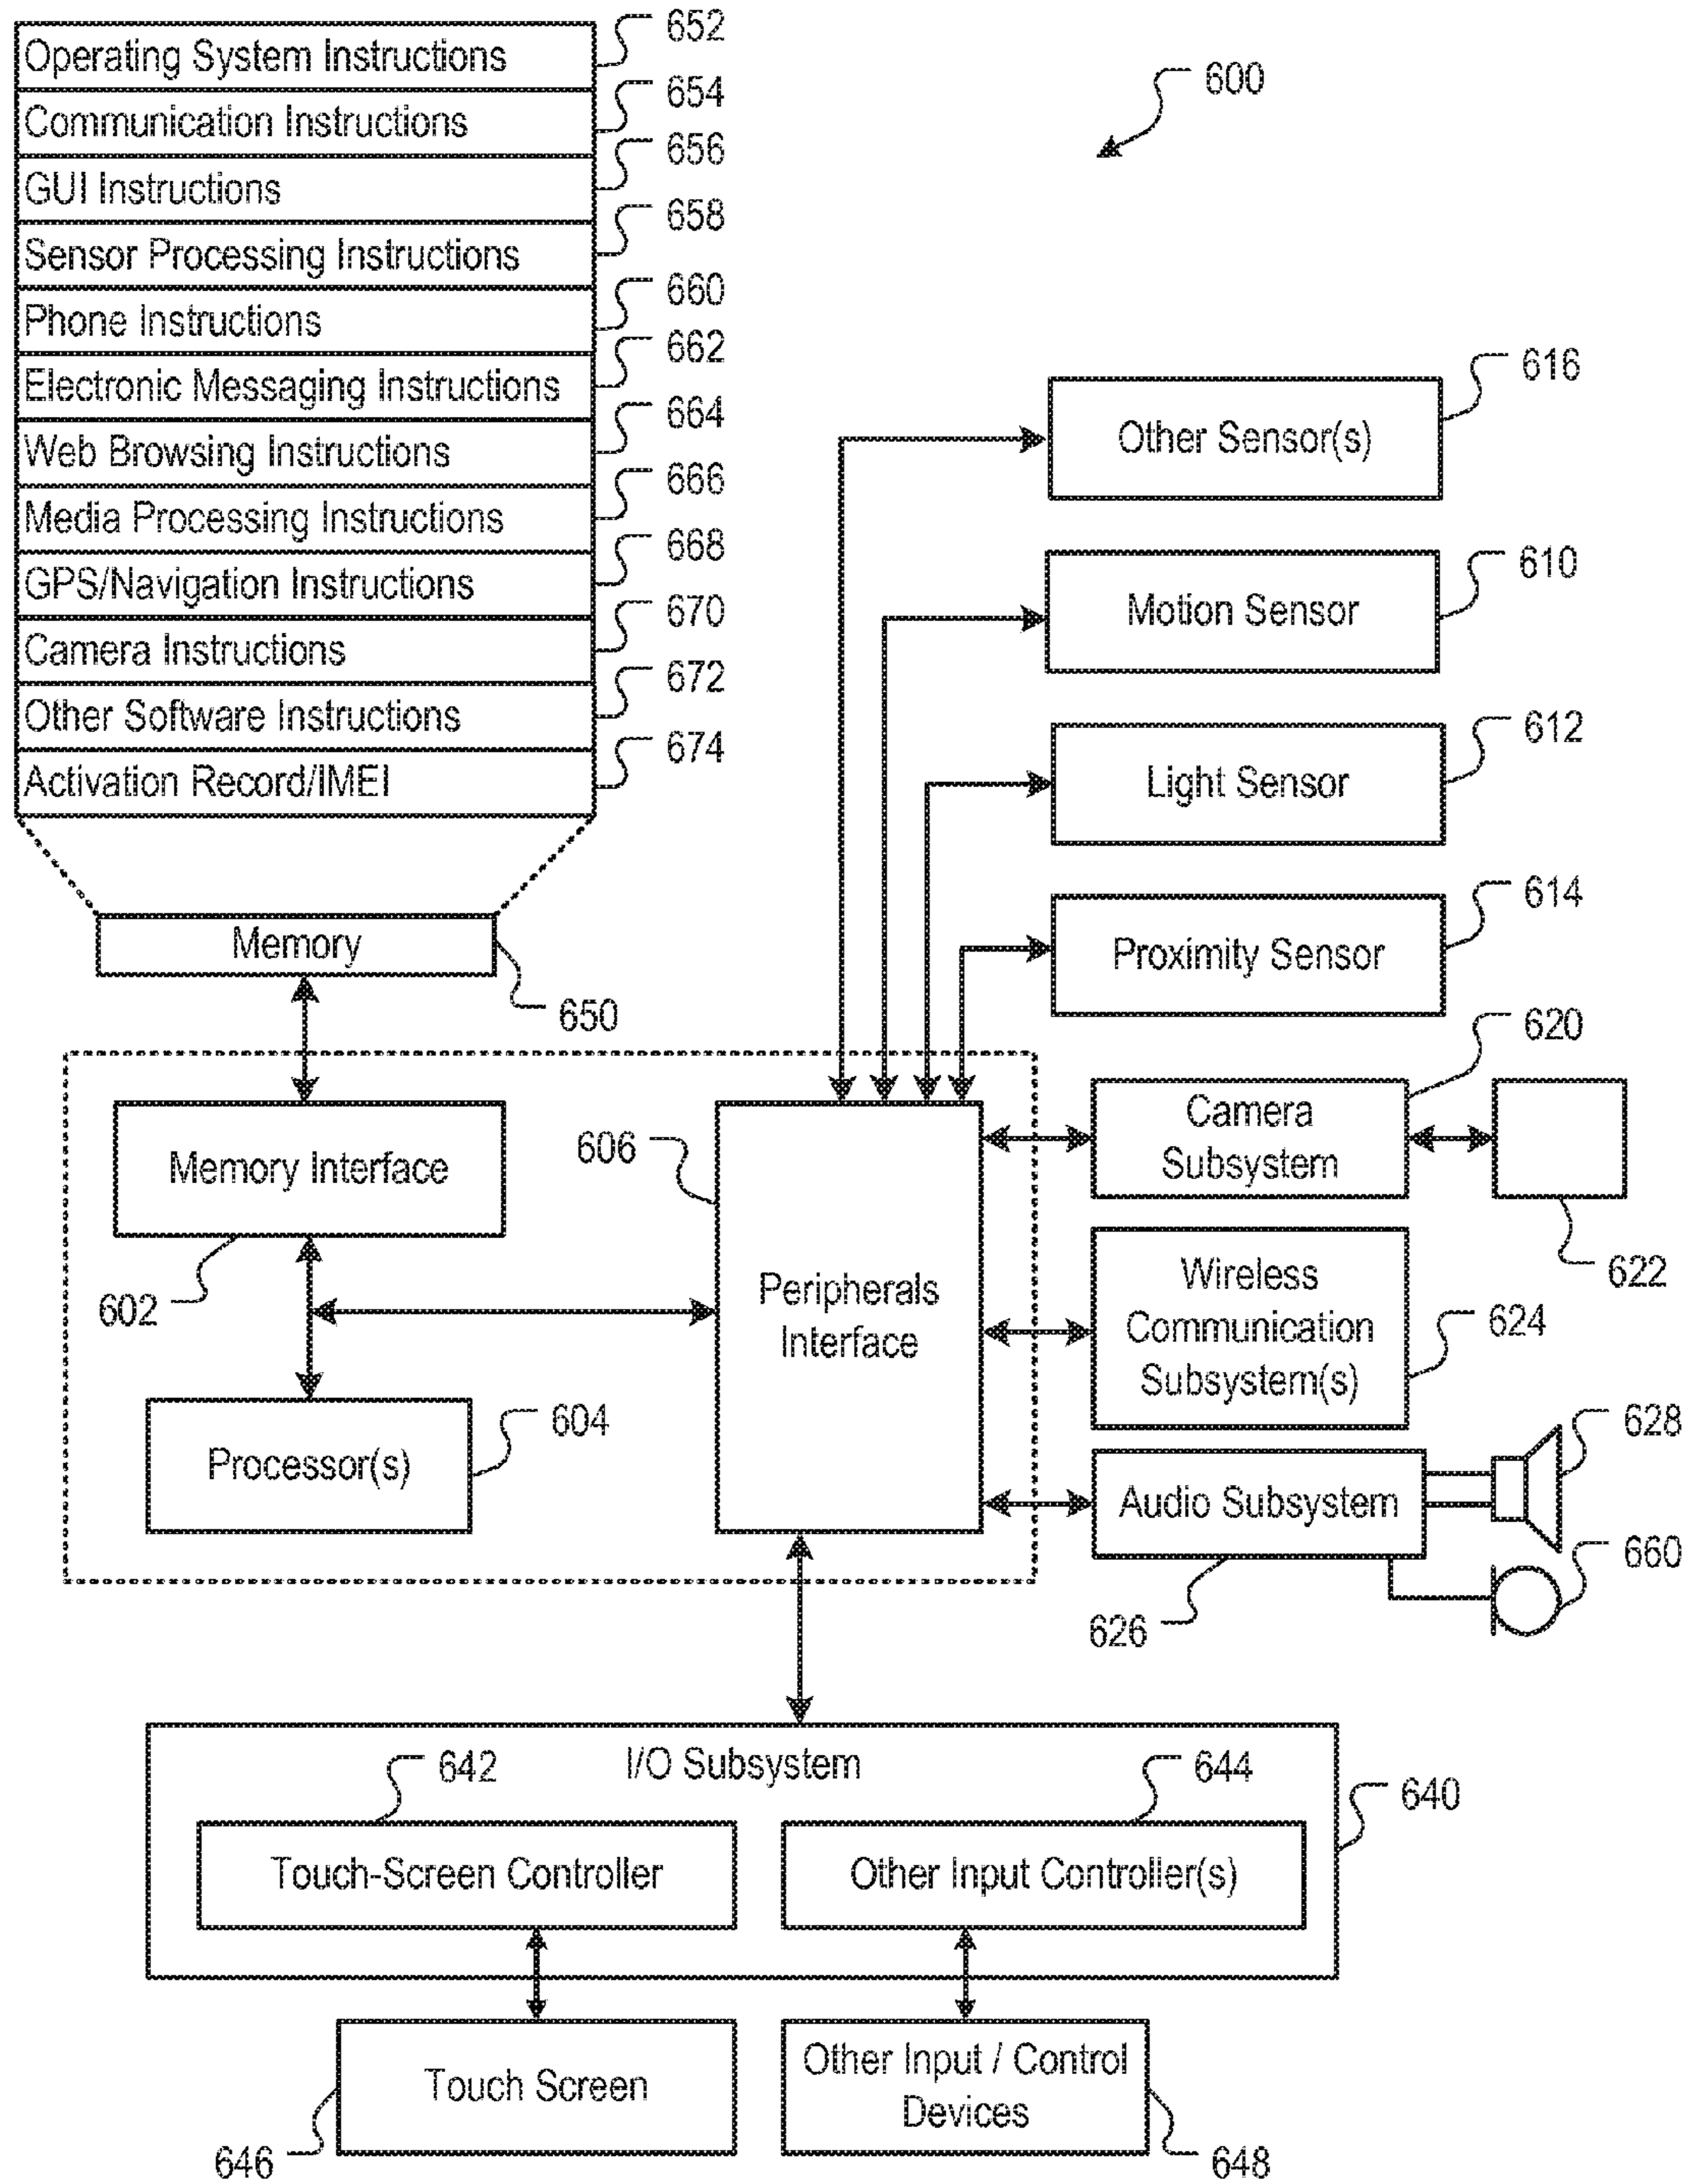 652
Operating System Instructions
654
Communication Instructions
656
GUI Instructions
658
Sensor Processing Instructions
660
Phone Instructions
662
Electronic Messaging Instructions
664
Web Browsing Instructions
666
Media Processing Instructions
668
GPS/Navigation Instructions
670
Camera Instructions
672
Other Software Instructions
674
Activation Record/IMEI
600
616
Other Sensor(s)
610
Motion Sensor
612
Light Sensor
614
Proximity Sensor
Memory
650
620
Camera
Subsystem
622
Memory Interface
602
606
Peripherals
Interface
Wireless
Communication
Subsystem(s)
624
Processor(s)
604
628
Audio Subsystem
660
626
I/O Subsystem
642
644
640
Touch-Screen Controller
Other Input Controller(s)
Touch Screen
646
Other Input / Control
Devices
648